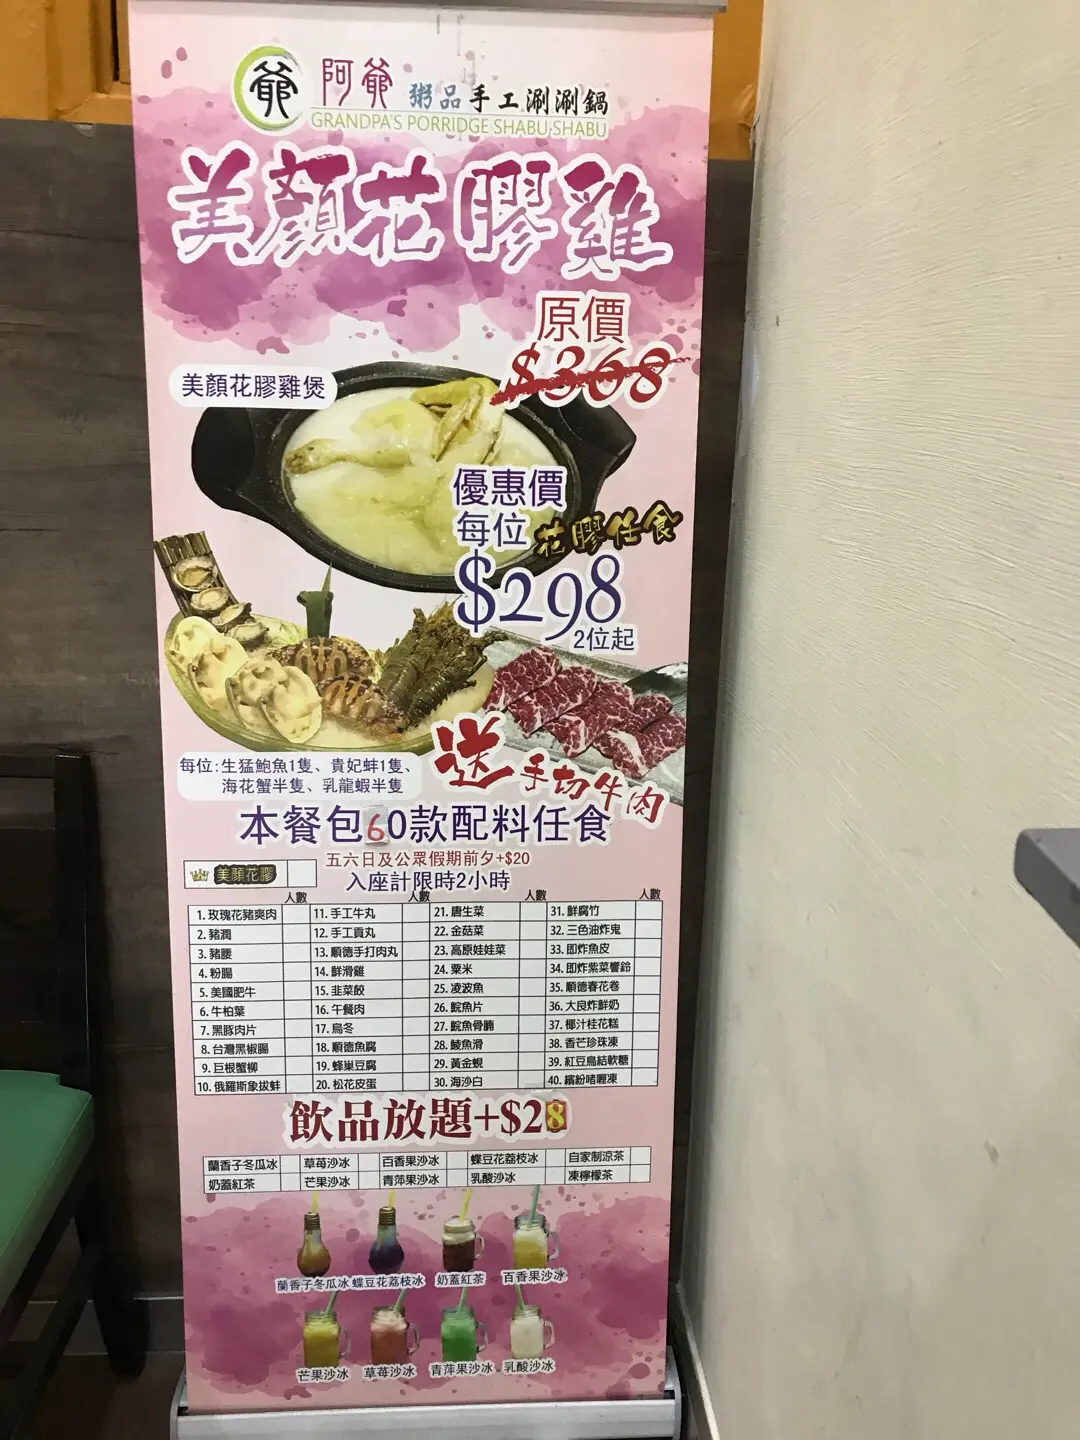 爺 阿爺 粥品手工涮涮鍋
GRANDPA'S PORRIDGE SHABU SHABU
美顏花膠雞
原價
$368
美顏花膠雞煲
優惠價
每位 花膠任食
$298
2位起
送手切牛肉
每位:生猛鮑魚1隻、貴妃蚌1隻、
海花蟹半隻、乳龍蝦半隻
本餐包60款配料任食
五六日及公眾假期前夕+$20
美顏花膠
入座計限時2小時
人數 人數 人數 人數
1. 玫瑰花豬爽肉 11. 手工牛丸 21. 唐生菜 31. 鮮腐竹
2. 豬潤 12. 手工貢丸 22. 金菇菜 32. 三色油炸鬼
3. 豬腰 13. 順德手打肉丸 23. 高原娃娃菜 33. 即炸魚皮
4. 粉腸 14. 鮮滑雞 24. 粟米 34. 即炸紫菜響鈴
5. 美國肥牛 15. 韭菜餃 25. 凌波魚 35. 順德春花卷
6. 牛柏葉 16. 午餐肉 26. 鯇魚片 36. 大良炸鮮奶
7. 黑豚肉片 17. 烏冬 27. 鯇魚骨腩 37. 椰汁桂花糕
8. 台灣黑椒腸 18. 順德魚腐 28. 鯪魚滑 38. 香芒珍珠凍
9. 巨根蟹柳 19. 蜂巢豆腐 29. 黃金蜆 39. 紅豆鳥結軟糖
10. 俄羅斯象拔蚌 20. 松花皮蛋 30. 海沙白 40. 繽紛啫喱凍
飲品放題+$28
蘭香子冬瓜冰 草莓沙冰 百香果沙冰 蝶豆花荔枝冰 自家制涼茶
奶蓋紅茶 芒果沙冰 青萍果沙冰 乳酸沙冰 凍檸檬茶
蘭香子冬瓜冰 蝶豆花荔枝冰 奶蓋紅茶 百香果沙冰
芒果沙冰 草莓沙冰 青萍果沙冰 乳酸沙冰